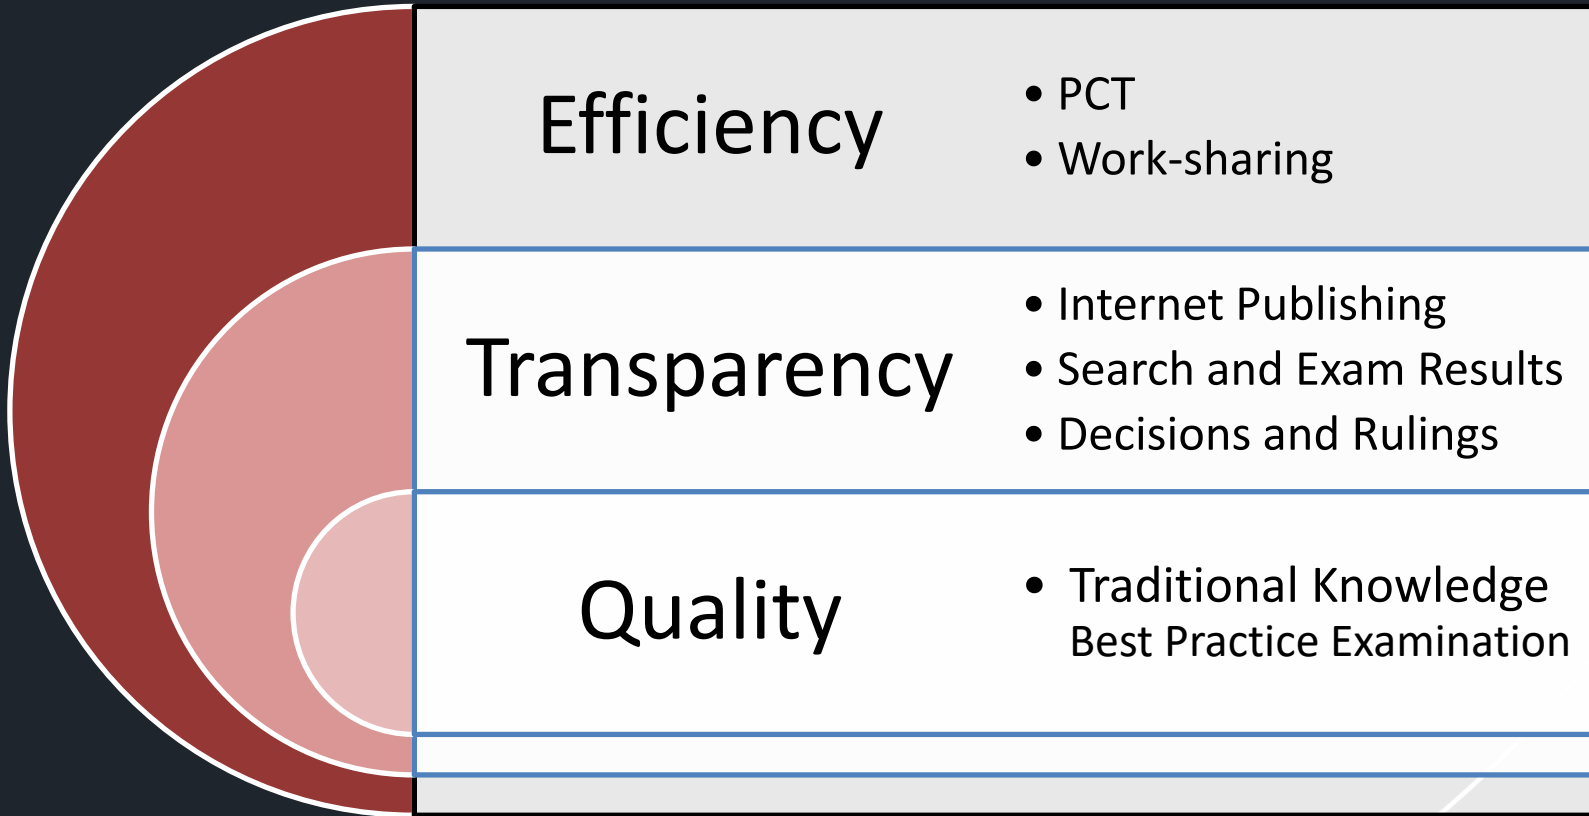 Efficiency
• PCT
• Work-sharing
Transparency
• Internet Publishing
• Search and Exam Results
• Decisions and Rulings
Quality
• Traditional Knowledge
Best Practice Examination